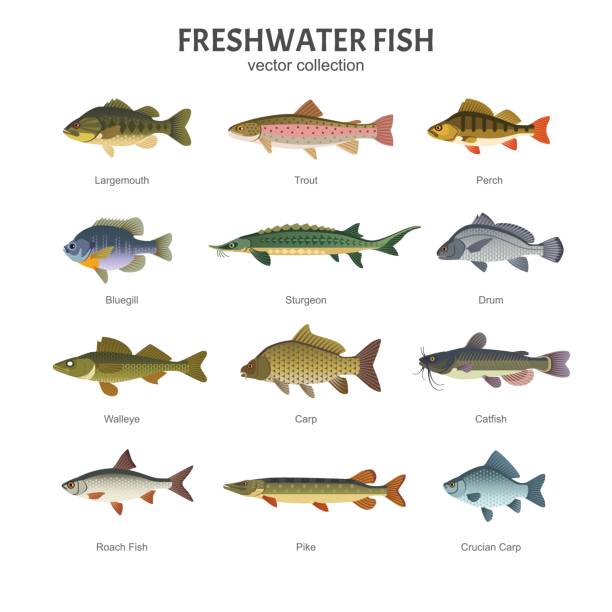 FRESHWATER FISH
vector collection
Largemouth
Trout
Perch
Bluegill
Sturgeon
Drum
Walleye
Carp
Catfish
Roach Fish
Pike
Crucian Carp